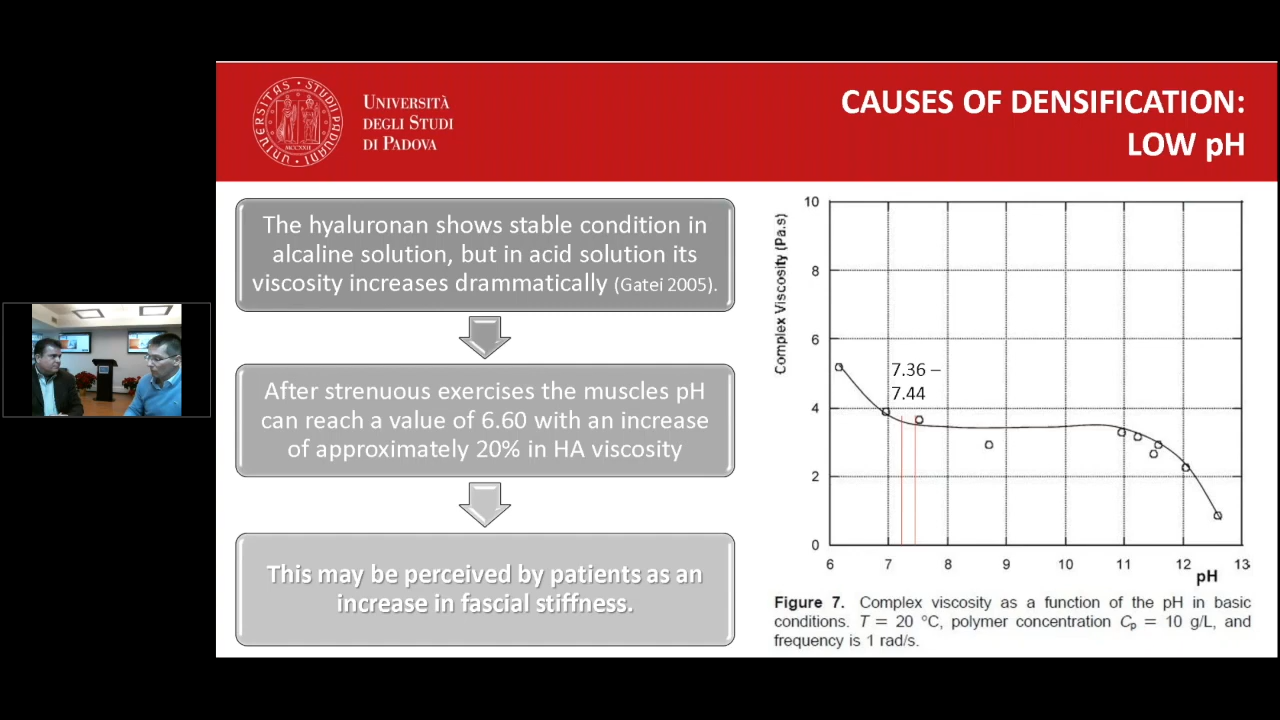 UNIVERSITÀ
DEGLI STUDI
DI PADOVA
UNIVERSITAS • STUDII PADUANI •
MCCXXII
CAUSES OF DENSIFICATION:
LOW pH
The hyaluronan shows stable condition in
alcaline solution, but in acid solution its
viscosity increases drammatically (Gatei 2005).
After strenuous exercises the muscles pH
can reach a value of 6.60 with an increase
of approximately 20% in HA viscosity
This may be perceived by patients as an
increase in fascial stiffness.
Complex Viscosity (Pa.s)
10
8
6
4
2
0
7.36 –
7.44
6 7 8 9 10 11 12 13
pH
Figure 7. Complex viscosity as a function of the pH in basic
conditions. T = 20 °C, polymer concentration Cp = 10 g/L, and
frequency is 1 rad/s.